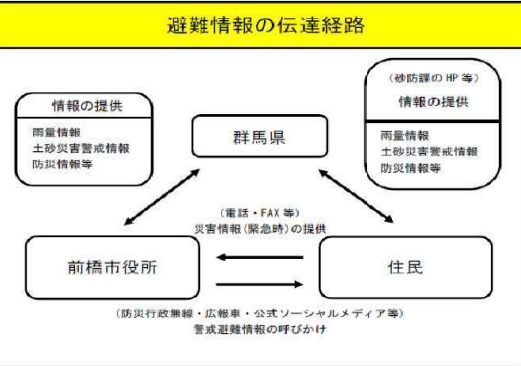 避難情報の伝達経路
(砂防課の HP 等)
情報の提供
雨量情報
土砂災害警戒情報
防災情報等
情報の提供
雨量情報
土砂災害警戒情報
防災情報等
群馬県
(電話・FAX 等)
災害情報(緊急時)の提供
前橋市役所
住民
(防災行政無線・広報車・公式ソーシャルメディア等)
警戒避難情報の呼びかけ